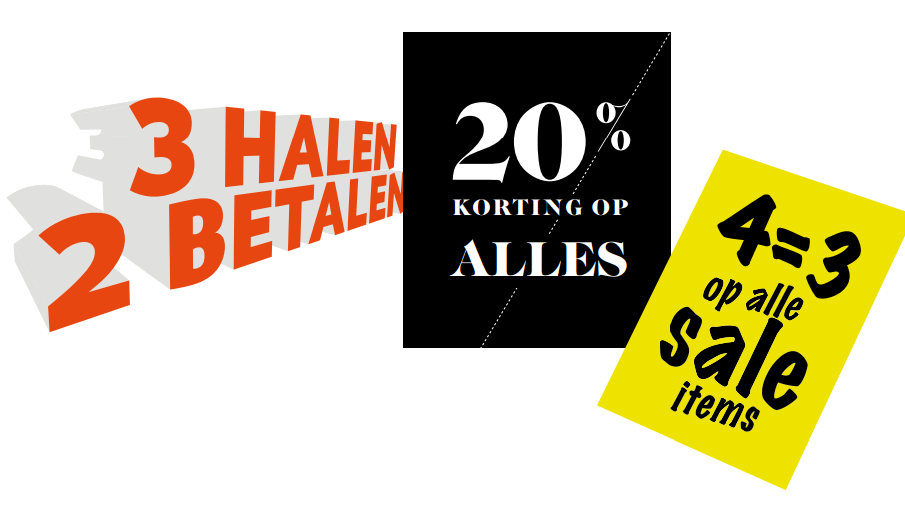 3 HALEN
2 BETALEN
20%
KORTING OP
ALLES
4=3
op alle
sale
items